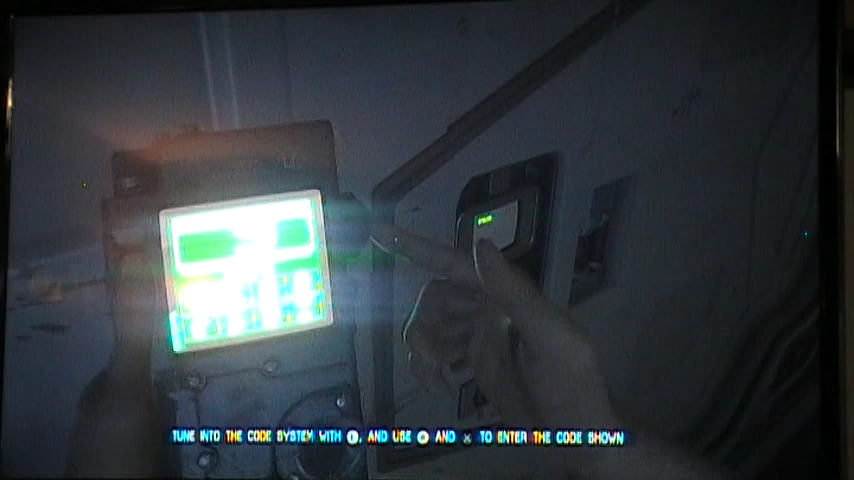 TUNE INTO THE CODE SYSTEM WITH L, AND USE AND X TO ENTER THE CODE SHOWN